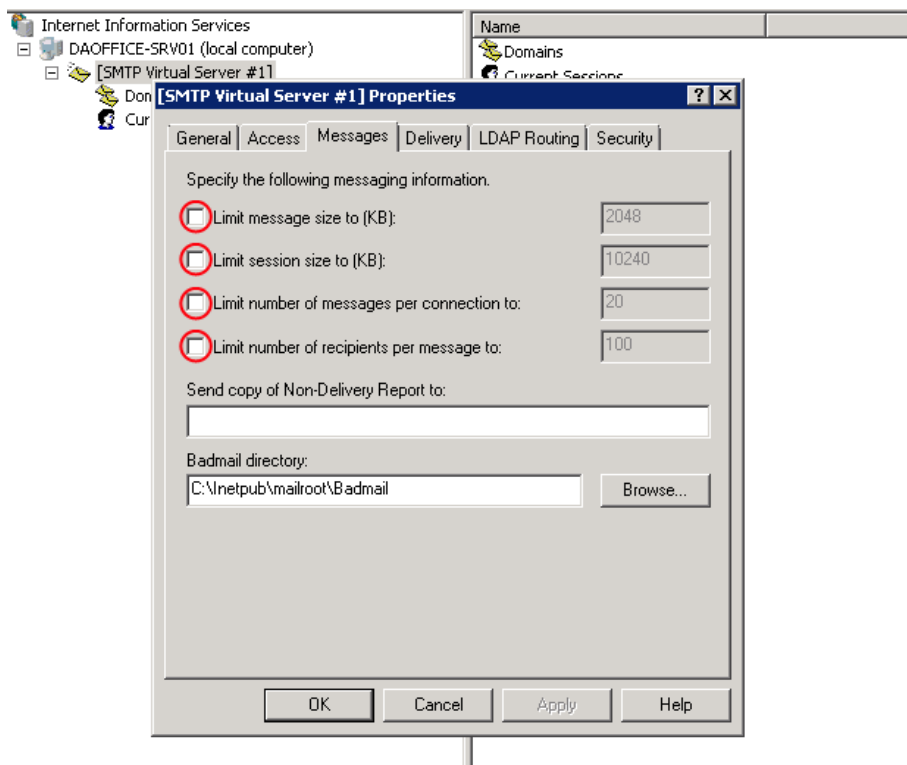 Internet Information Services
DAOFFICE-SRV01 (local computer)
[SMTP Virtual Server #1]
Dom
Cur
Name
Domains
Current Sessions
[SMTP Virtual Server #1] Properties
General Access Messages Delivery LDAP Routing Security
Specify the following messaging information.
Limit message size to (KB): 2048
Limit session size to (KB): 10240
Limit number of messages per connection to: 20
Limit number of recipients per message to: 100
Send copy of Non-Delivery Report to:
Badmail directory:
C:\Inetpub\mailroot\Badmail Browse...
OK Cancel Apply Help